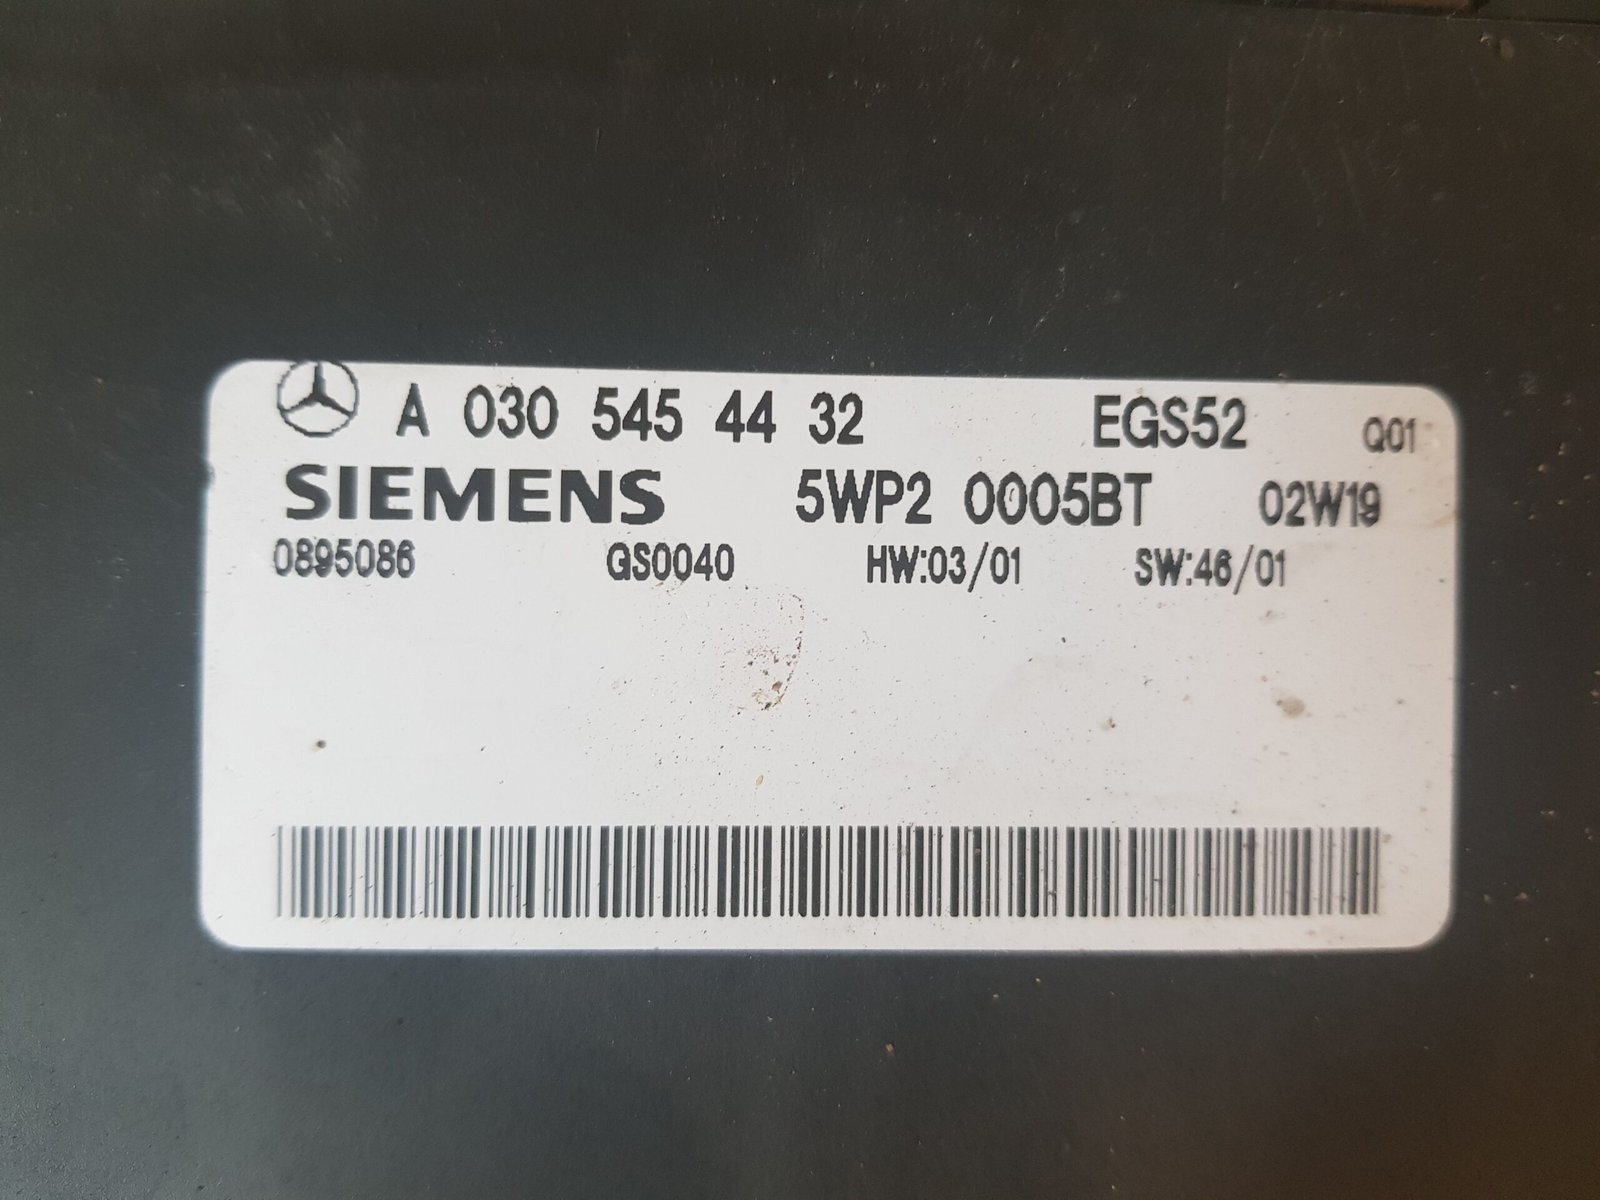 A 030 545 44 32 EGS52 Q01
SIEMENS 5WP2 0005BT 02W19
0895086 GS0040 HW:03/01 SW:46/01